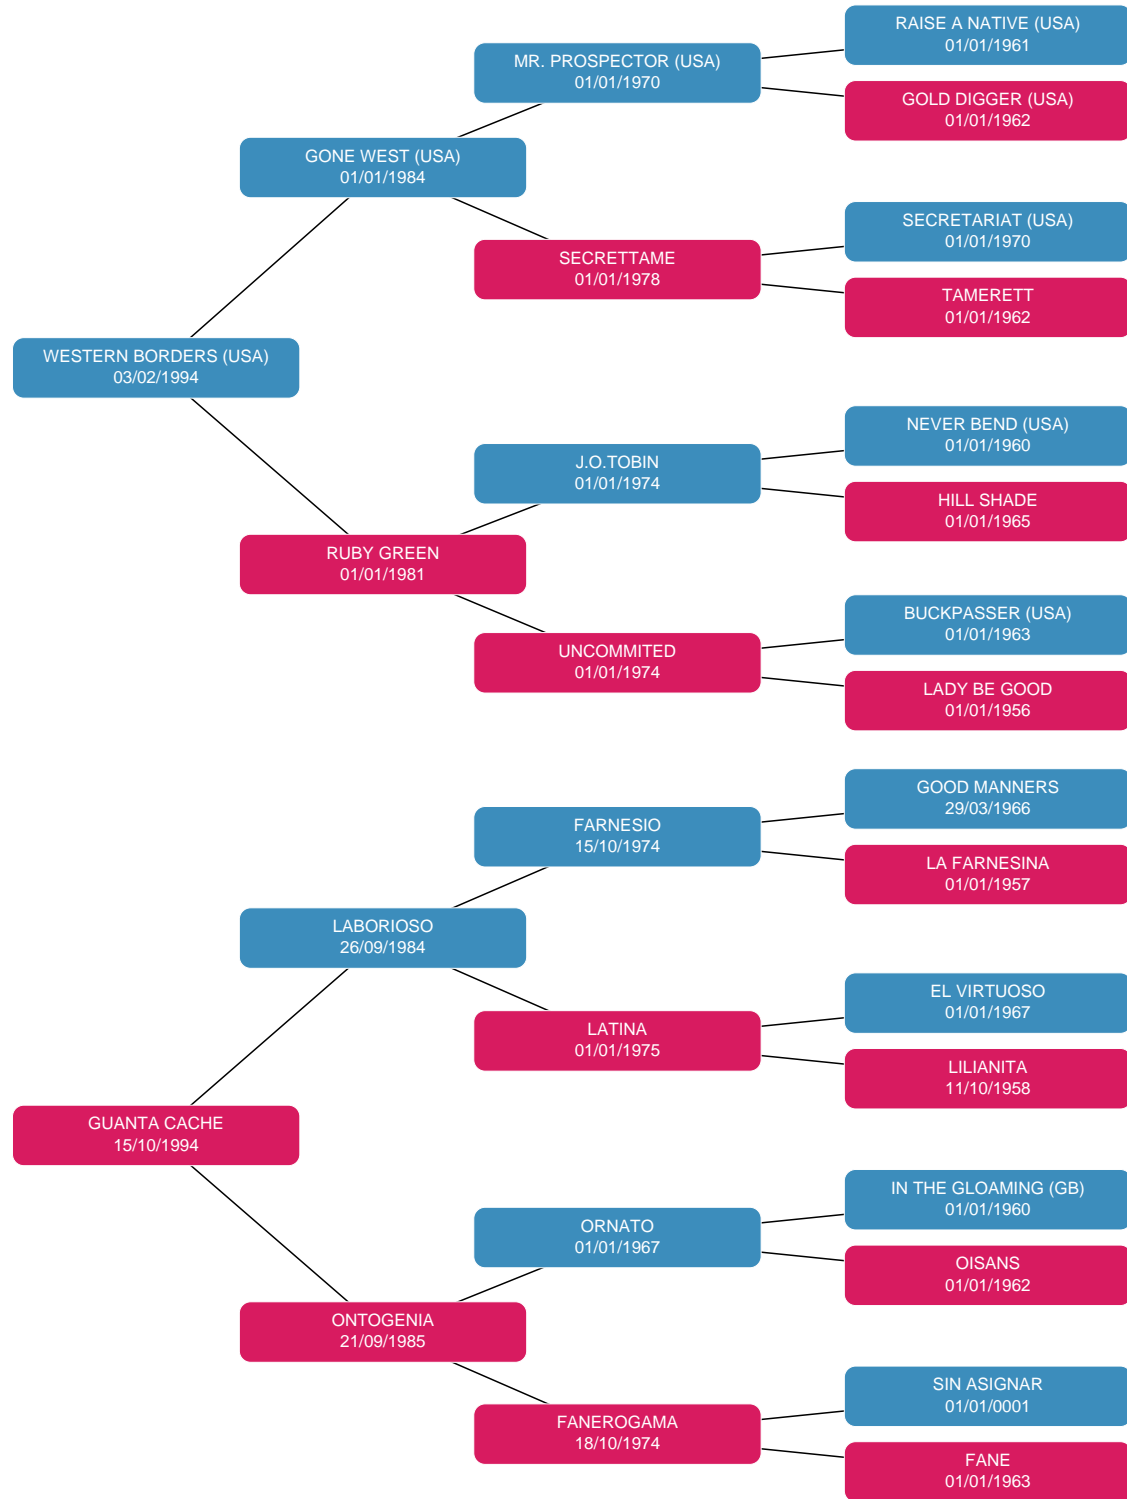 RAISE A NATIVE (USA)
01/01/1961
MR. PROSPECTOR (USA)
01/01/1970
GOLD DIGGER (USA)
01/01/1962
GONE WEST (USA)
01/01/1984
SECRETARIAT (USA)
01/01/1970
SECRETTAME
01/01/1978
TAMERETT
01/01/1962
WESTERN BORDERS (USA)
03/02/1994
NEVER BEND (USA)
01/01/1960
J.O.TOBIN
01/01/1974
HILL SHADE
01/01/1965
RUBY GREEN
01/01/1981
BUCKPASSER (USA)
01/01/1963
UNCOMMITED
01/01/1974
LADY BE GOOD
01/01/1956
GOOD MANNERS
29/03/1966
FARNESIO
15/10/1974
LA FARNESINA
01/01/1957
LABORIOSO
26/09/1984
EL VIRTUOSO
01/01/1967
LATINA
01/01/1975
LILIANITA
11/10/1958
GUANTA CACHE
15/10/1994
IN THE GLOAMING (GB)
01/01/1960
ORNATO
01/01/1967
OISANS
01/01/1962
ONTOGENIA
21/09/1985
SIN ASIGNAR
01/01/0001
FANEROGAMA
18/10/1974
FANE
01/01/1963